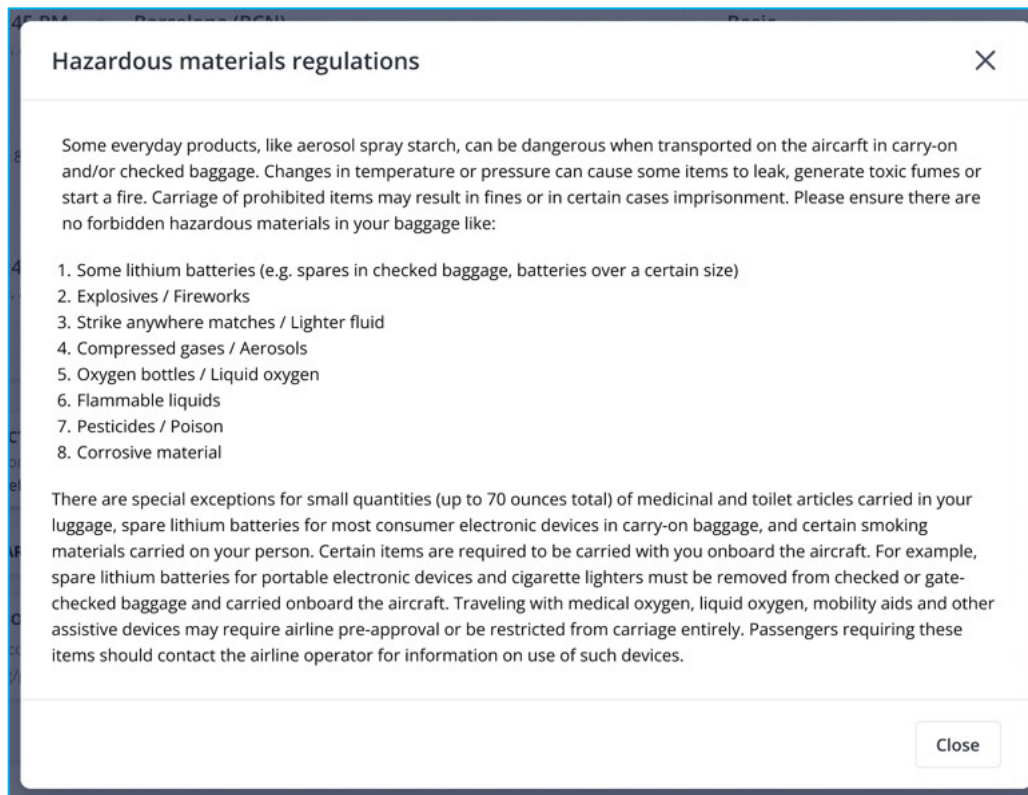 45 PM Barcelona (BCN) Basic
Hazardous materials regulations
Some everyday products, like aerosol spray starch, can be dangerous when transported on the aircarft in carry-on
and/or checked baggage. Changes in temperature or pressure can cause some items to leak, generate toxic fumes or
start a fire. Carriage of prohibited items may result in fines or in certain cases imprisonment. Please ensure there are
no forbidden hazardous materials in your baggage like:
1. Some lithium batteries (e.g. spares in checked baggage, batteries over a certain size)
2. Explosives / Fireworks
3. Strike anywhere matches / Lighter fluid
4. Compressed gases / Aerosols
5. Oxygen bottles / Liquid oxygen
6. Flammable liquids
7. Pesticides / Poison
8. Corrosive material
There are special exceptions for small quantities (up to 70 ounces total) of medicinal and toilet articles carried in your
luggage, spare lithium batteries for most consumer electronic devices in carry-on baggage, and certain smoking
materials carried on your person. Certain items are required to be carried with you onboard the aircraft. For example,
spare lithium batteries for portable electronic devices and cigarette lighters must be removed from checked or gate-
checked baggage and carried onboard the aircraft. Traveling with medical oxygen, liquid oxygen, mobility aids and other
assistive devices may require airline pre-approval or be restricted from carriage entirely. Passengers requiring these
items should contact the airline operator for information on use of such devices.
Close